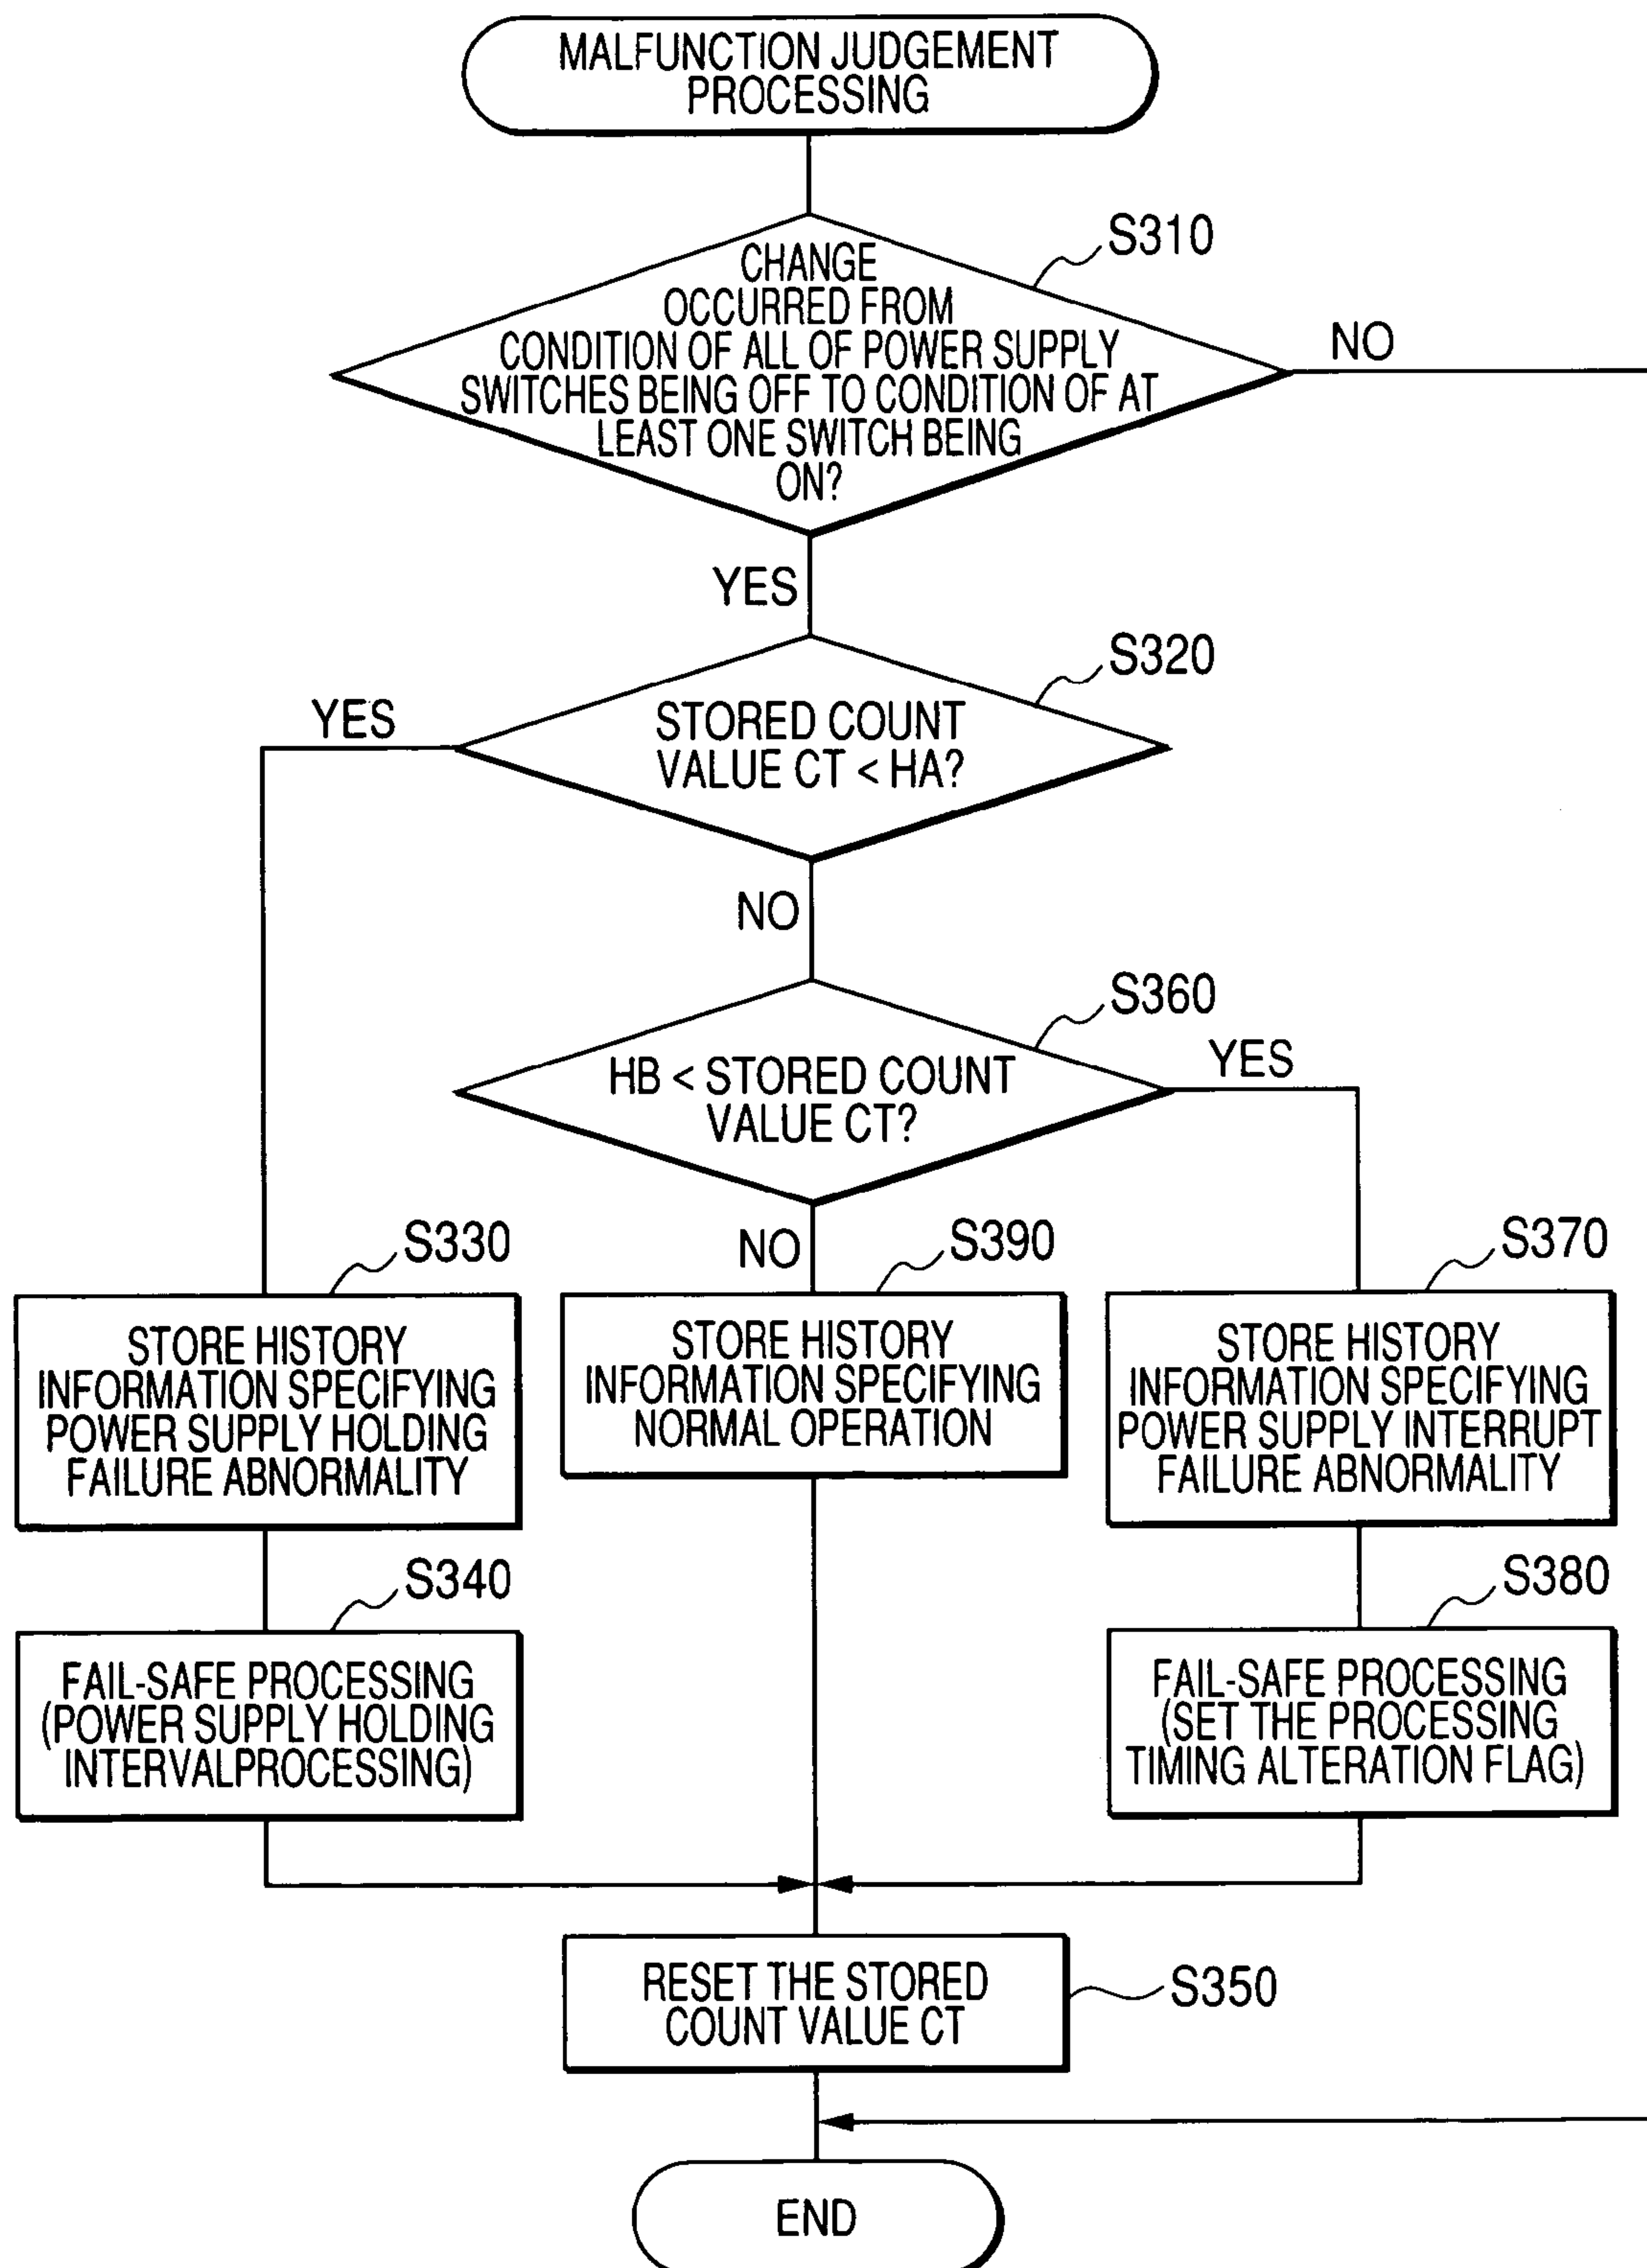 MALFUNCTION JUDGEMENT
PROCESSING
S310
CHANGE
OCCURRED FROM
CONDITION OF ALL OF POWER SUPPLY
SWITCHES BEING OFF TO CONDITION OF AT
LEAST ONE SWITCH BEING
ON?
NO
YES
S320
STORED COUNT
VALUE CT < HA?
YES
NO
S360
HB < STORED COUNT
VALUE CT?
YES
NO
S330
STORE HISTORY
INFORMATION SPECIFYING
POWER SUPPLY HOLDING
FAILURE ABNORMALITY
S390
STORE HISTORY
INFORMATION SPECIFYING
NORMAL OPERATION
S370
STORE HISTORY
INFORMATION SPECIFYING
POWER SUPPLY INTERRUPT
FAILURE ABNORMALITY
S340
FAIL-SAFE PROCESSING
(POWER SUPPLY HOLDING
INTERVALPROCESSING)
S380
FAIL-SAFE PROCESSING
(SET THE PROCESSING
TIMING ALTERATION FLAG)
RESET THE STORED
COUNT VALUE CT
S350
END